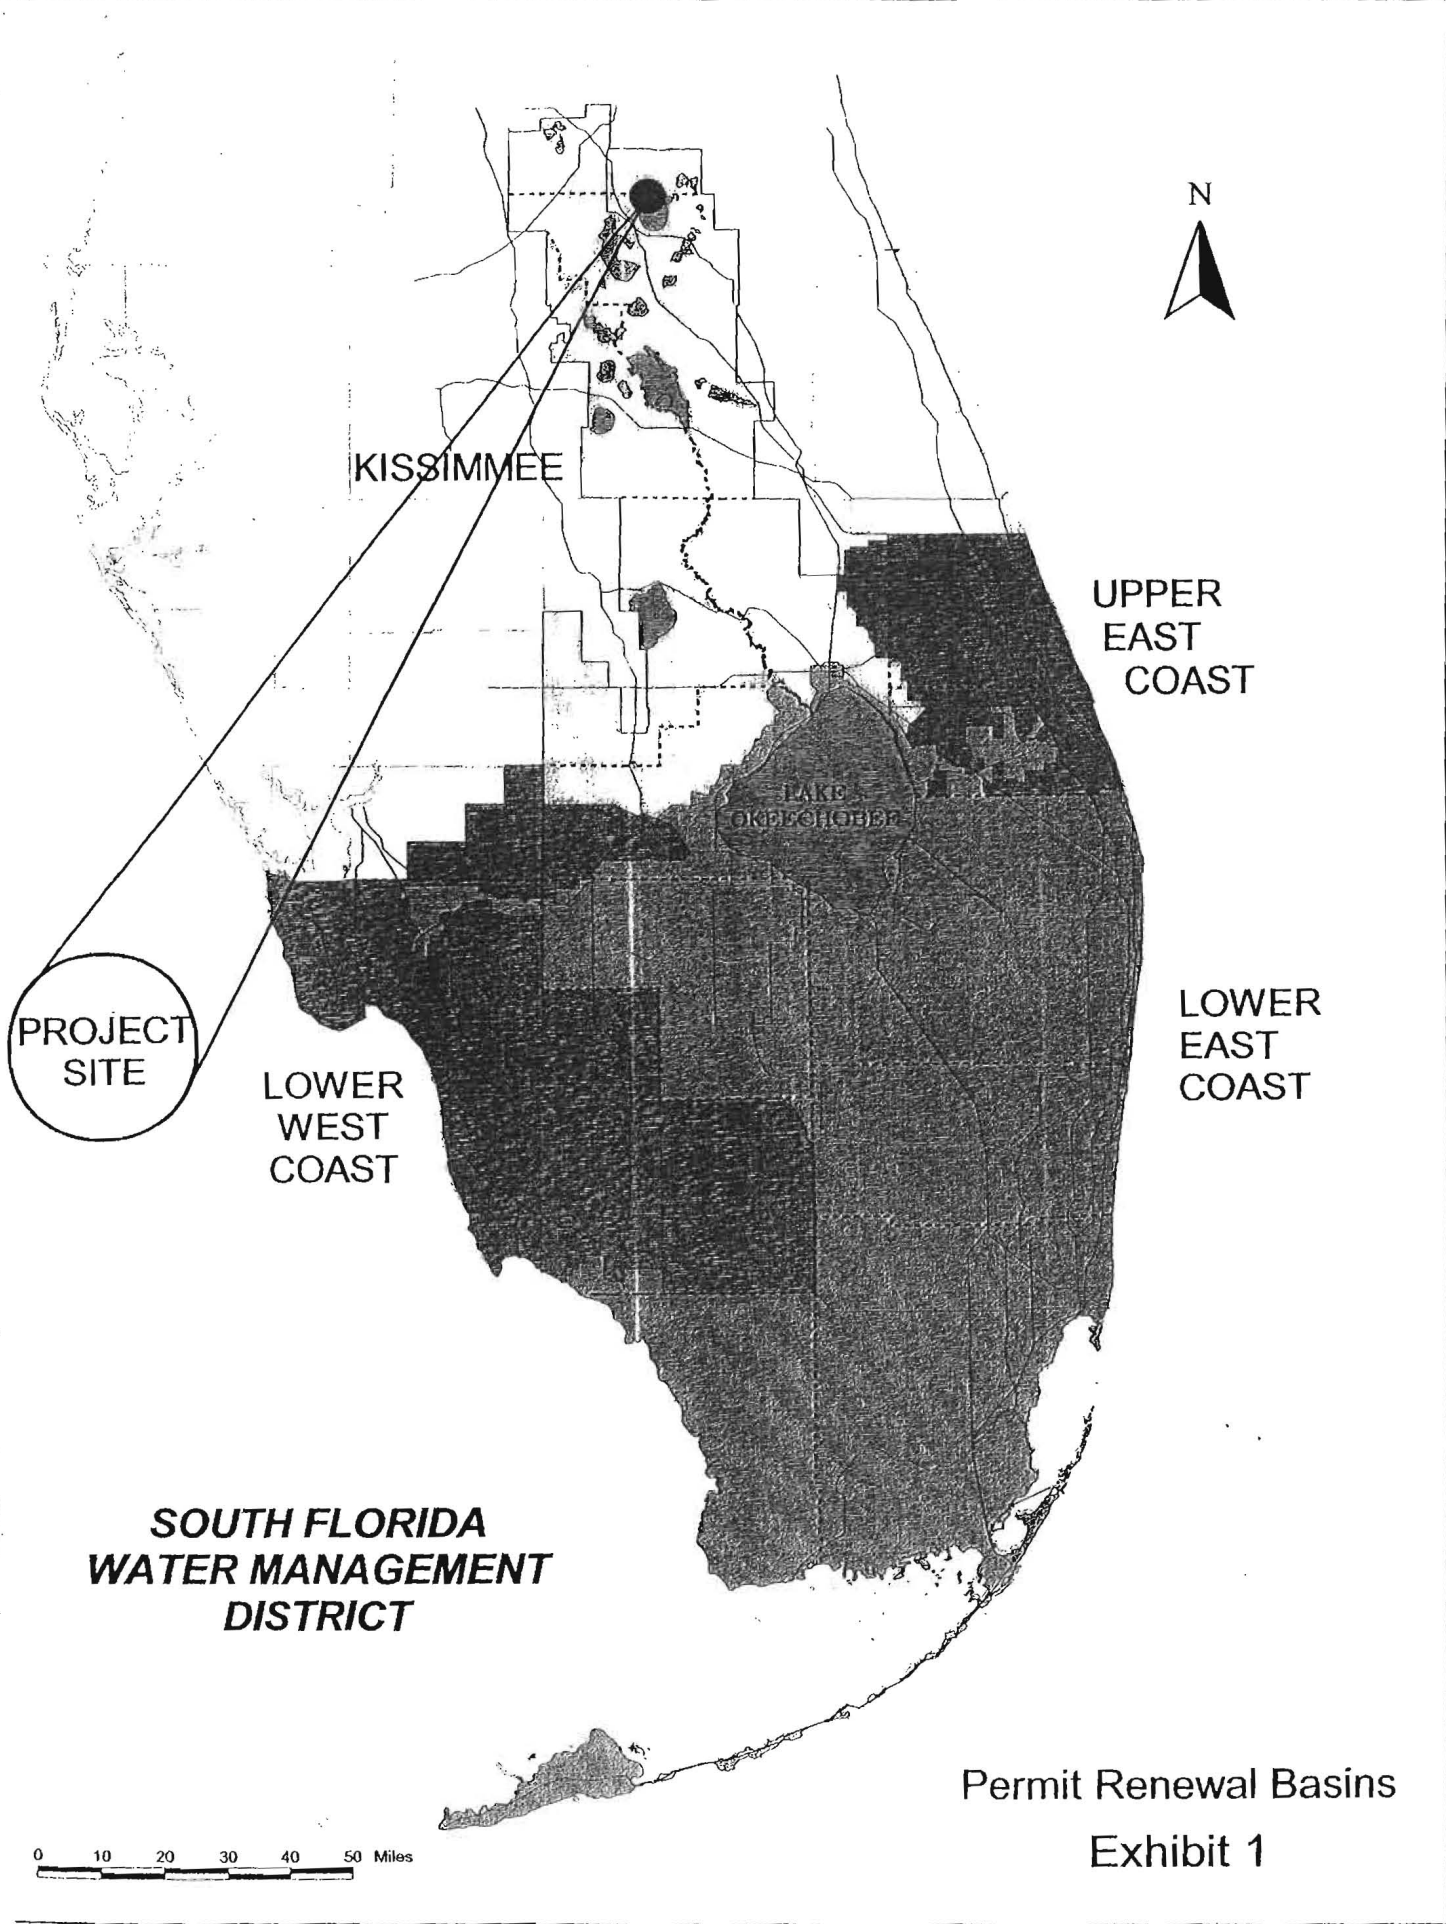 N
KISSIMMEE
UPPER
EAST
COAST
LAKE
OKEECHOBEE
PROJECT
SITE
LOWER
WEST
COAST
LOWER
EAST
COAST
SOUTH FLORIDA
WATER MANAGEMENT
DISTRICT
Permit Renewal Basins
Exhibit 1
0 10 20 30 40 50 Miles